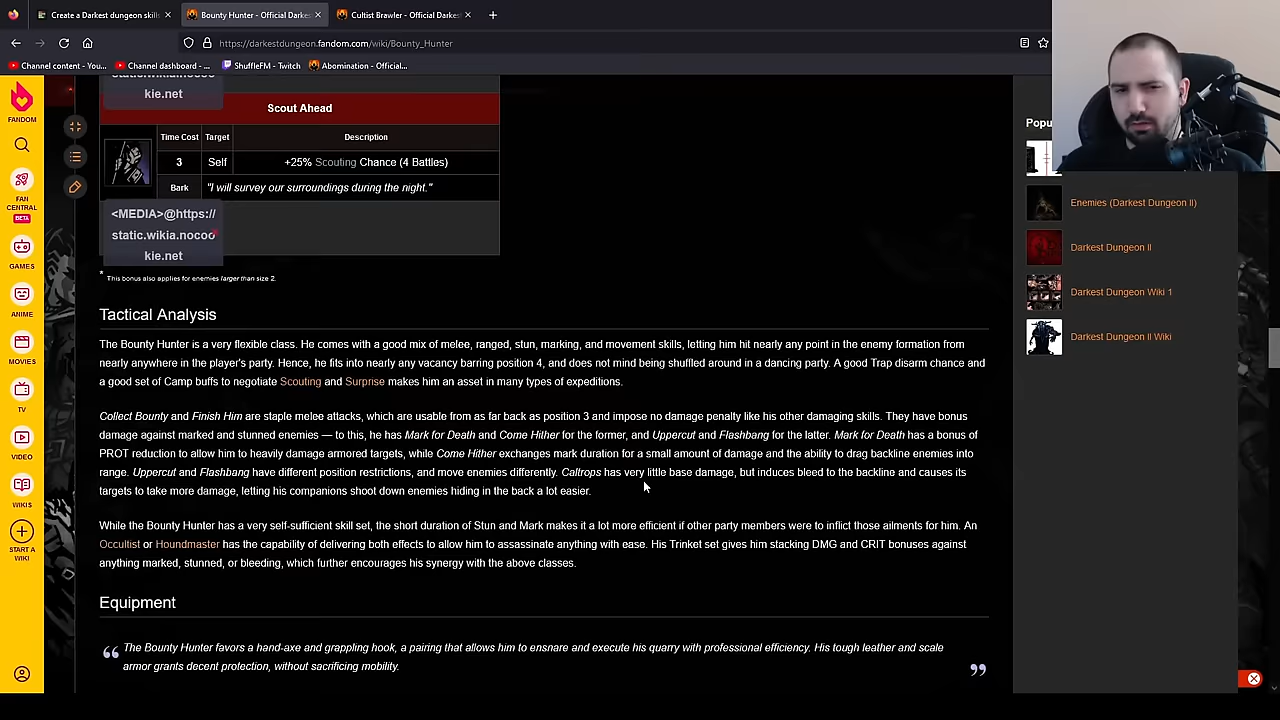 Create a Darkest dungeon skill
Bounty Hunter - Official Darkes
Cultist Brawler - Official Darkes
https://darkestdungeon.fandom.com/wiki/Bounty_Hunter
Channel content - You...
Channel dashboard - ...
ShuffleFM - Twitch
Abomination - Official...
FANDOM
FAN
CENTRAL
BETA
GAMES
ANIME
MOVIES
TV
VIDEO
WIKIS
START A
WIKI
kie.net
Scout Ahead
Time Cost
Target
Description
3
Self
+25% Scouting Chance (4 Battles)
Bark
"I will survey our surroundings during the night."
<MEDIA>@https://
static.wikia.nocoo
kie.net
* This bonus also applies for enemies larger than size 2.
Tactical Analysis
The Bounty Hunter is a very flexible class. He comes with a good mix of melee, ranged, stun, marking, and movement skills, letting him hit nearly any point in the enemy formation from
nearly anywhere in the player's party. Hence, he fits into nearly any vacancy barring position 4, and does not mind being shuffled around in a dancing party. A good Trap disarm chance and
a good set of Camp buffs to negotiate Scouting and Surprise makes him an asset in many types of expeditions.
Collect Bounty and Finish Him are staple melee attacks, which are usable from as far back as position 3 and impose no damage penalty like his other damaging skills. They have bonus
damage against marked and stunned enemies — to this, he has Mark for Death and Come Hither for the former, and Uppercut and Flashbang for the latter. Mark for Death has a bonus of
PROT reduction to allow him to heavily damage armored targets, while Come Hither exchanges mark duration for a small amount of damage and the ability to drag backline enemies into
range. Uppercut and Flashbang have different position restrictions, and move enemies differently. Caltrops has very little base damage, but induces bleed to the backline and causes its
targets to take more damage, letting his companions shoot down enemies hiding in the back a lot easier.
While the Bounty Hunter has a very self-sufficient skill set, the short duration of Stun and Mark makes it a lot more efficient if other party members were to inflict those ailments for him. An
Occultist or Houndmaster has the capability of delivering both effects to allow him to assassinate anything with ease. His Trinket set gives him stacking DMG and CRIT bonuses against
anything marked, stunned, or bleeding, which further encourages his synergy with the above classes.
Equipment
The Bounty Hunter favors a hand-axe and grappling hook, a pairing that allows him to ensnare and execute his quarry with professional efficiency. His tough leather and scale
armor grants decent protection, without sacrificing mobility.
Popu
Enemies (Darkest Dungeon II)
Darkest Dungeon II
Darkest Dungeon Wiki 1
Darkest Dungeon II Wiki